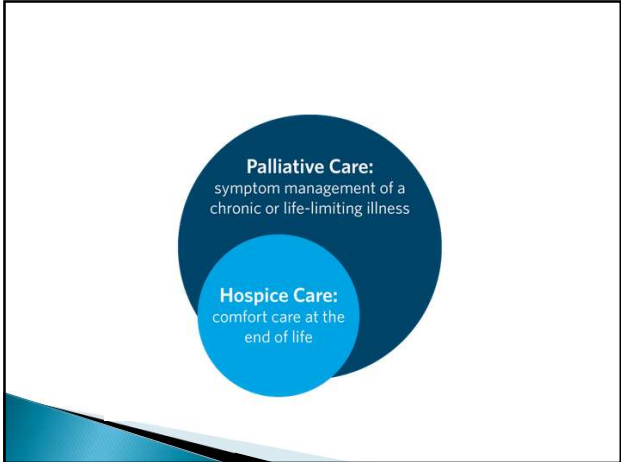 Palliative Care:
symptom management of a
chronic or life-limiting illness
Hospice Care:
comfort care at the
end of life